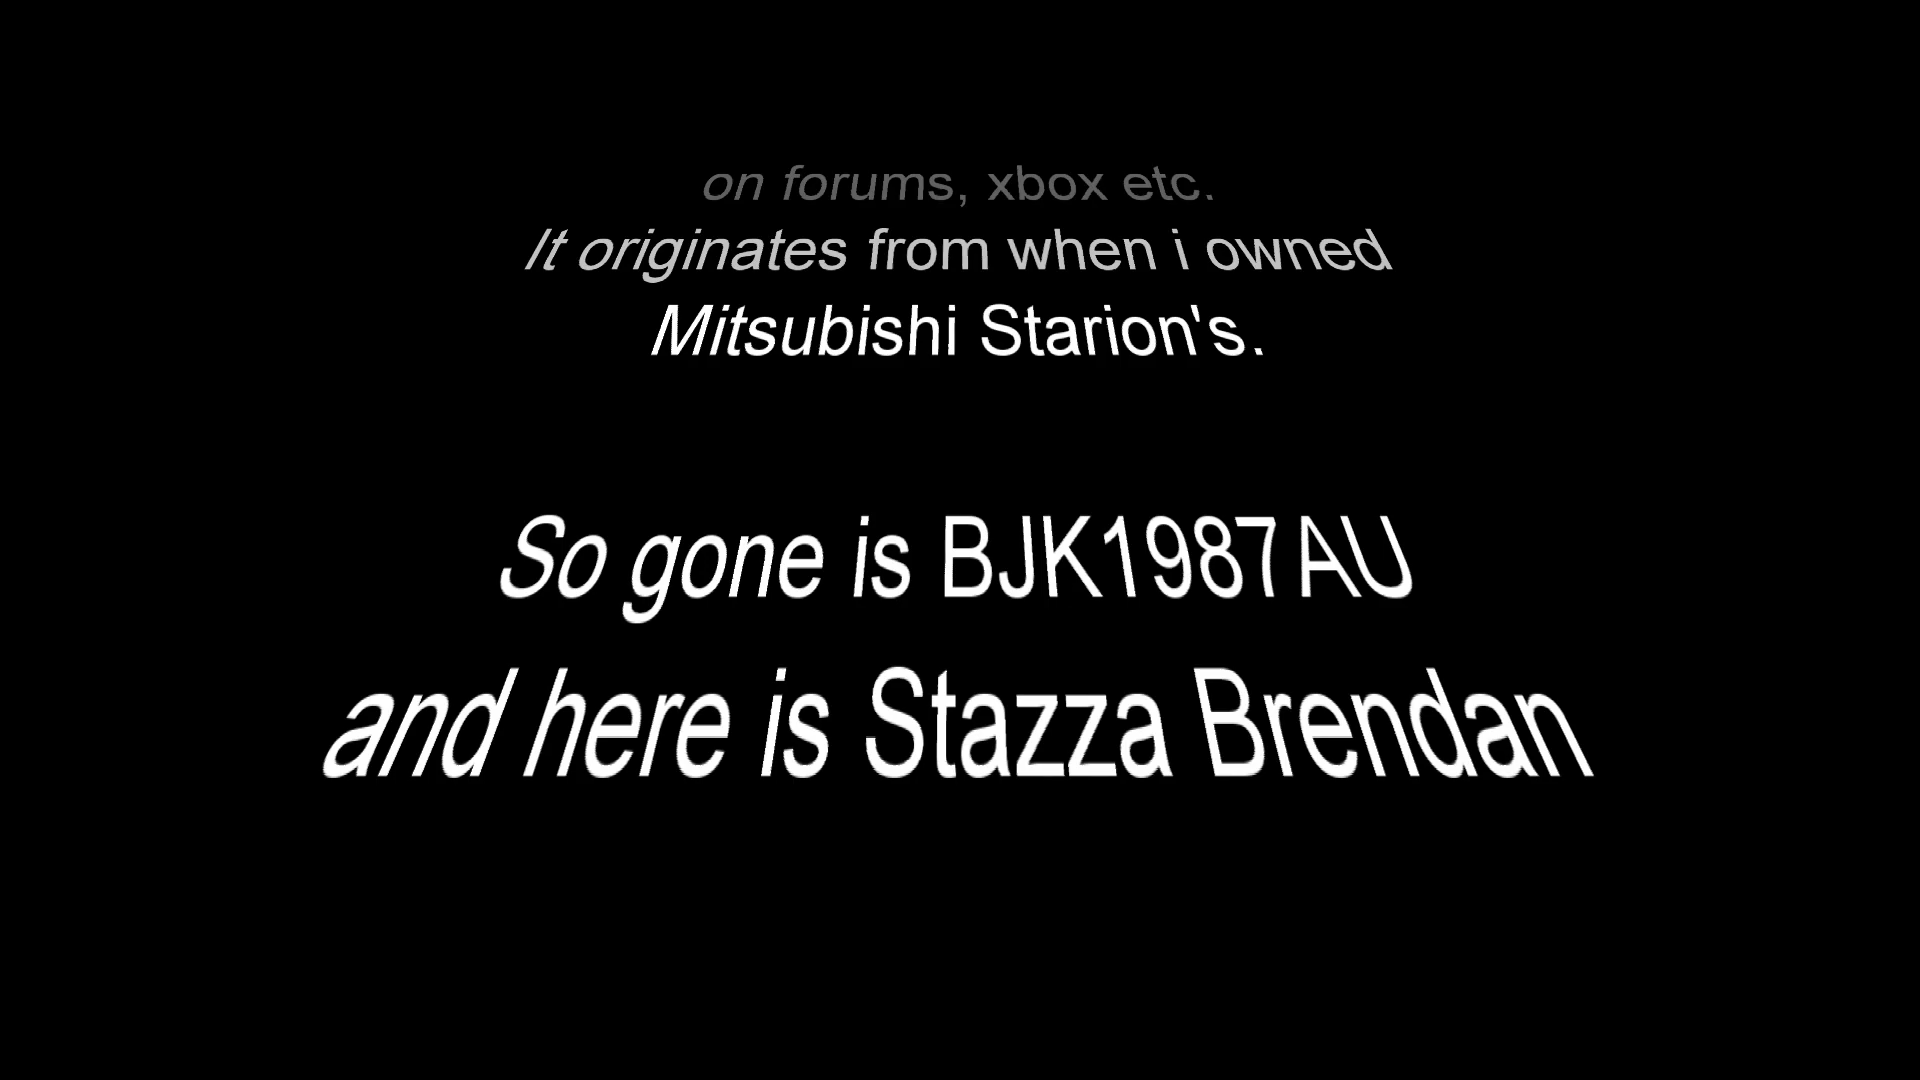 on forums, xbox etc.
It originates from when i owned
Mitsubishi Starion's.
So gone is BJK1987AU
and here is Stazza Brendan